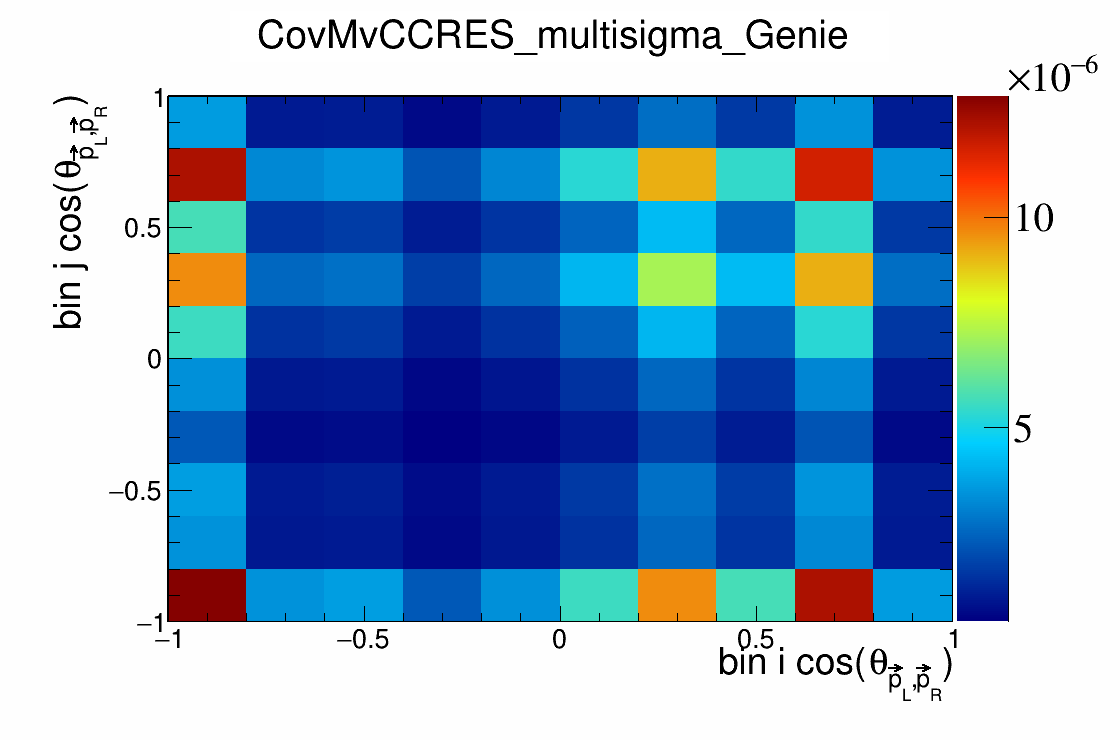 CovMvCCRES_multisigma_Genie
×10⁻⁶
bin j cos(θ_{p⃗_L,p⃗_R})
1
0.5
0
−0.5
−1
10
5
−1 −0.5 0 0.5 1
bin i cos(θ_{p⃗_L,p⃗_R})